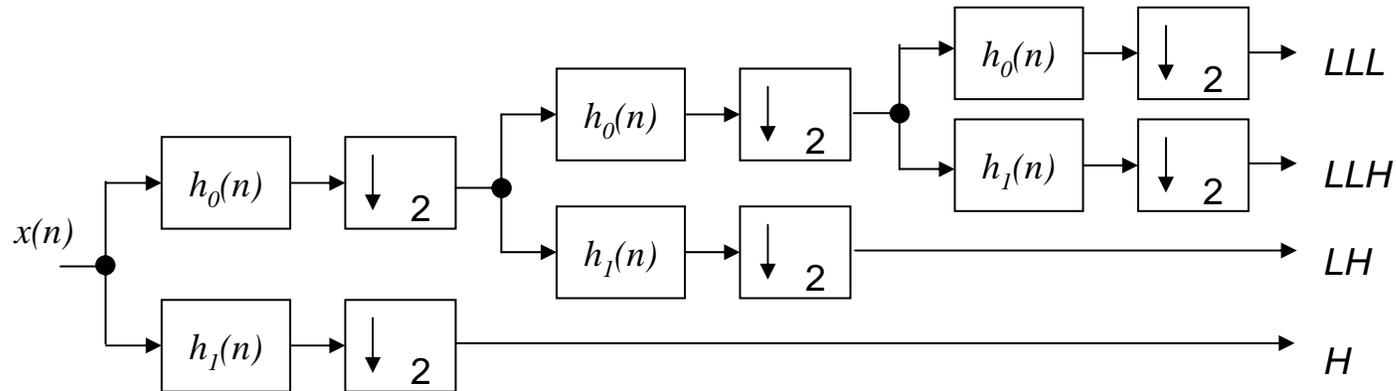 h₀(n) ↓ 2 LLL
h₀(n) ↓ 2
h₁(n) ↓ 2 LLH
h₀(n) ↓ 2
x(n)
h₁(n) ↓ 2 LH
h₁(n) ↓ 2 H